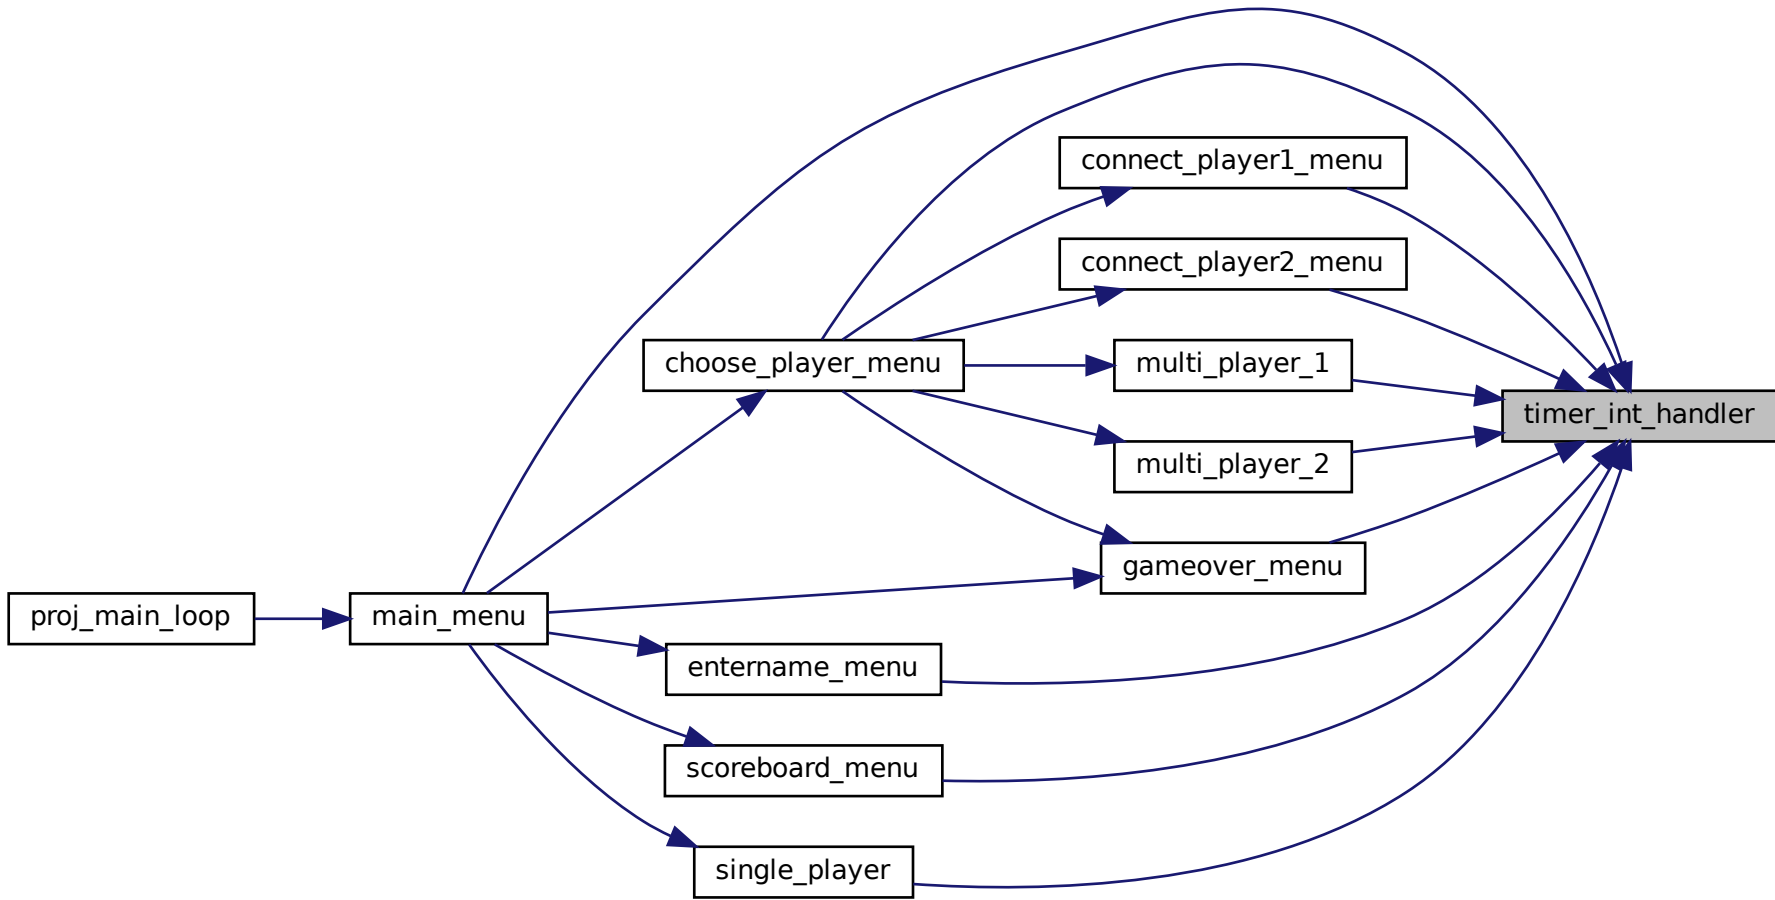 connect_player1_menu
connect_player2_menu
choose_player_menu
multi_player_1
timer_int_handler
multi_player_2
gameover_menu
proj_main_loop
main_menu
entername_menu
scoreboard_menu
single_player